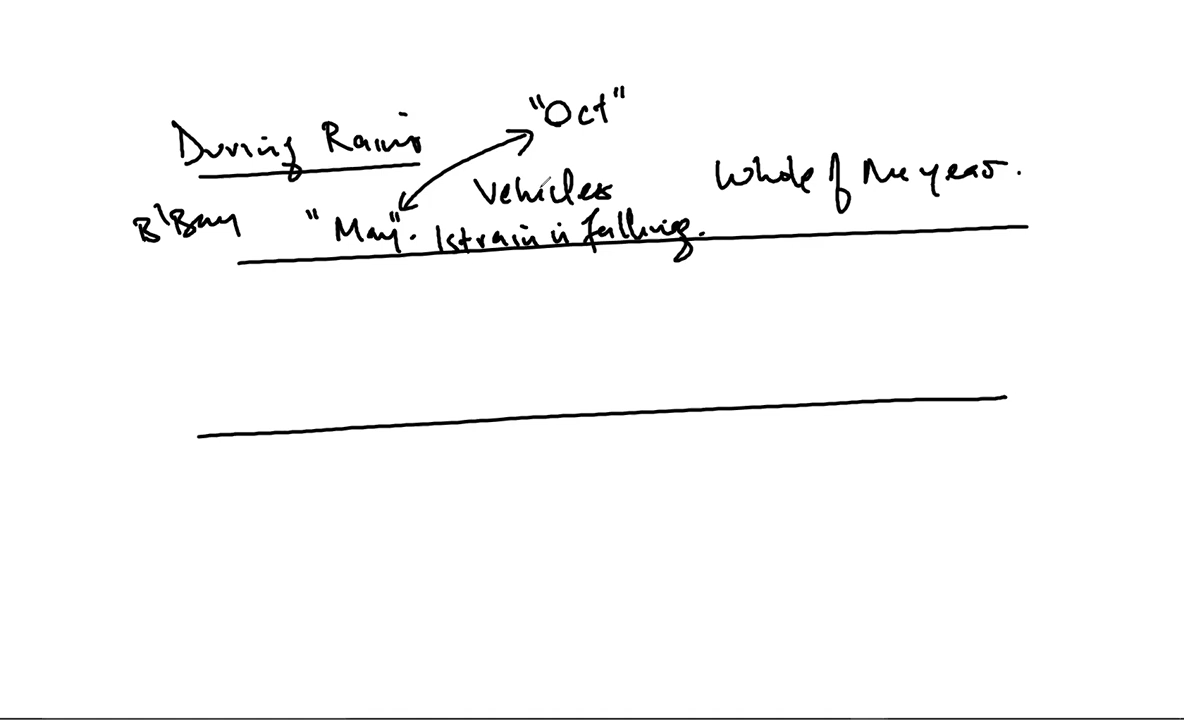 "Oct"
During Rains
Vehicles
Whole of the year.
B'Bay "May". 1st rain is falling.